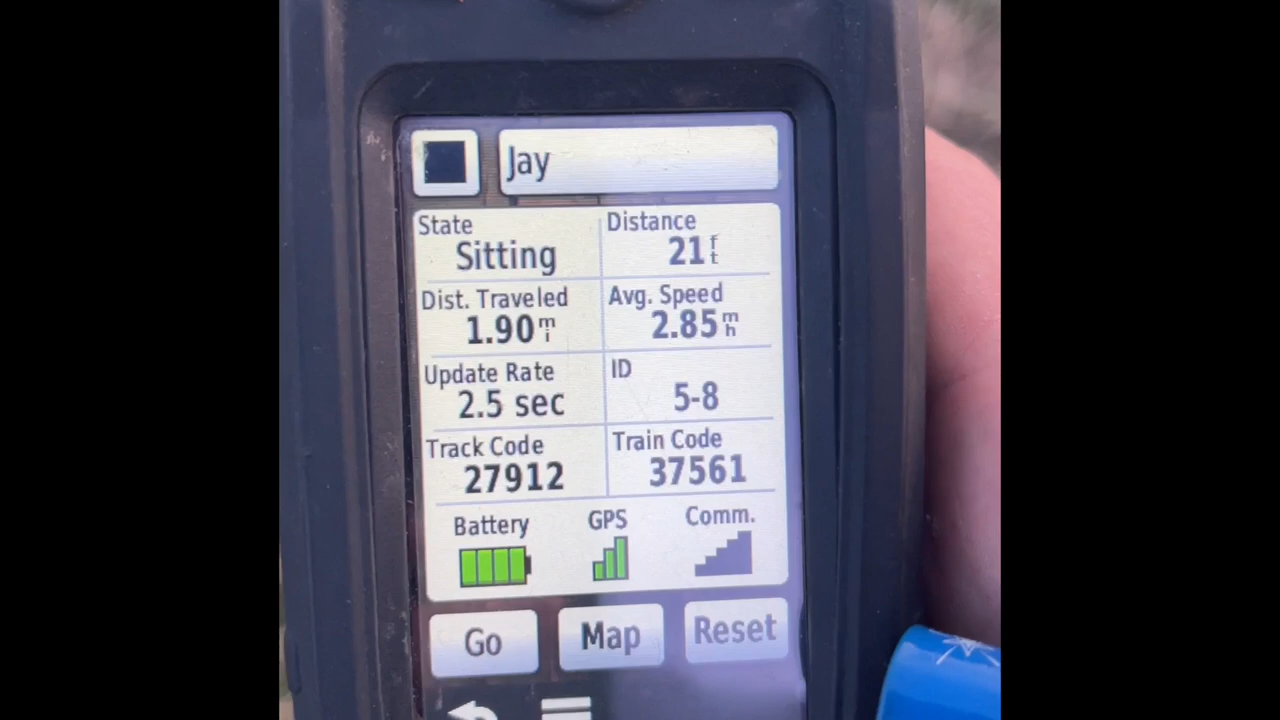 Jay
State Distance
Sitting 21 ft
Dist. Traveled Avg. Speed
1.90 mi 2.85 mh
Update Rate ID
2.5 sec 5-8
Track Code Train Code
27912 37561
Battery GPS Comm.
Go Map Reset